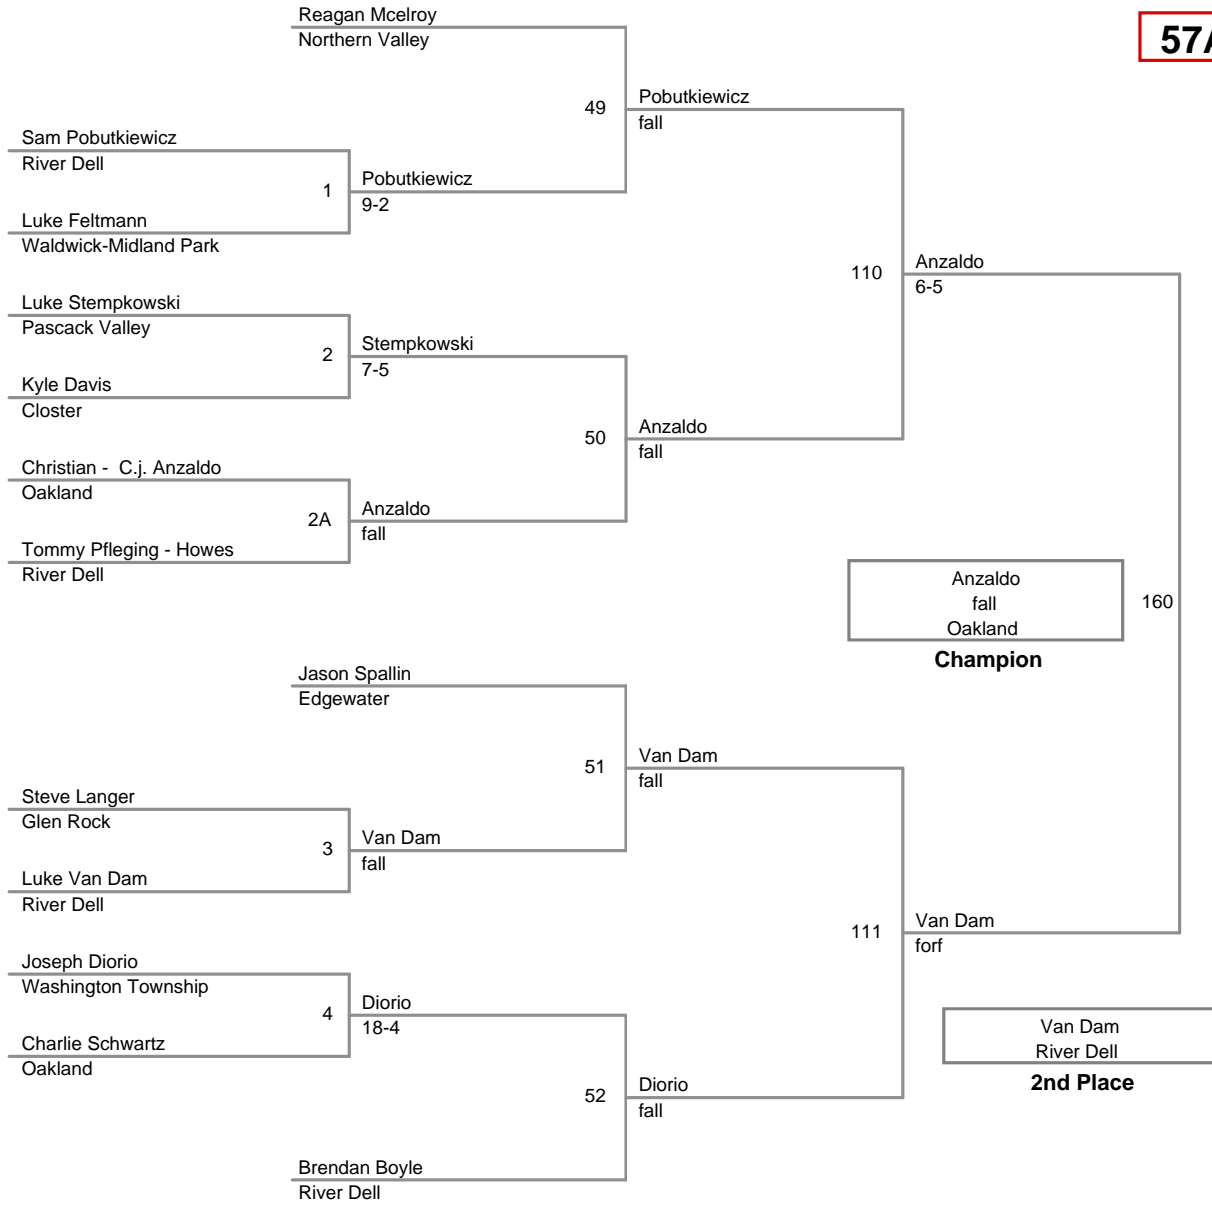 Reagan Mcelroy
Northern Valley
57A
49
Pobutkiewicz
fall
Sam Pobutkiewicz
River Dell
1
Pobutkiewicz
9-2
Luke Feltmann
Waldwick-Midland Park
110
Anzaldo
6-5
Luke Stempkowski
Pascack Valley
2
Stempkowski
7-5
Kyle Davis
Closter
50
Anzaldo
fall
Christian -  C.j. Anzaldo
Oakland
2A
Anzaldo
fall
Tommy Pfleging - Howes
River Dell
Anzaldo
fall
Oakland
Champion
160
Jason Spallin
Edgewater
51
Van Dam
fall
Steve Langer
Glen Rock
3
Van Dam
fall
Luke Van Dam
River Dell
111
Van Dam
forf
Joseph Diorio
Washington Township
4
Diorio
18-4
Charlie Schwartz
Oakland
Van Dam
River Dell
2nd Place
52
Diorio
fall
Brendan Boyle
River Dell